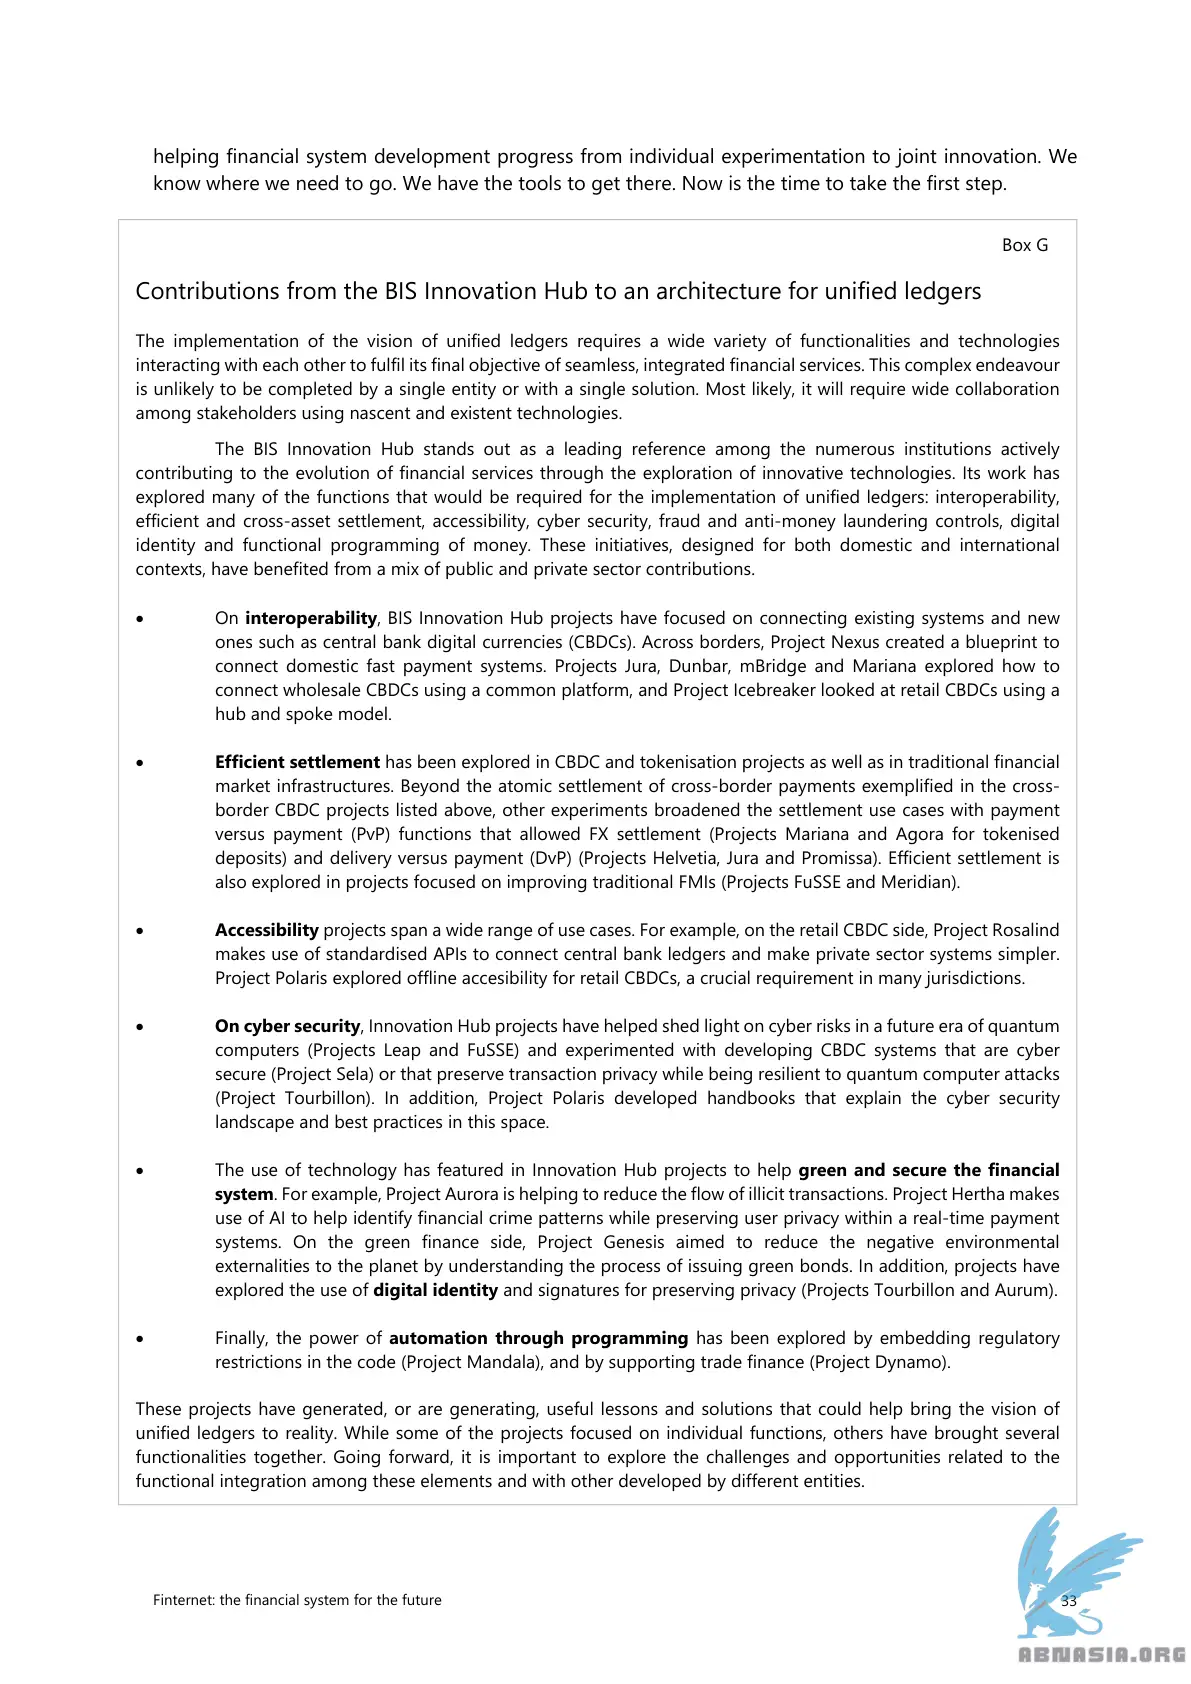 helping financial system development progress from individual experimentation to joint innovation. We
know where we need to go. We have the tools to get there. Now is the time to take the first step.
Box G
Contributions from the BIS Innovation Hub to an architecture for unified ledgers
The implementation of the vision of unified ledgers requires a wide variety of functionalities and technologies
interacting with each other to fulfil its final objective of seamless, integrated financial services. This complex endeavour
is unlikely to be completed by a single entity or with a single solution. Most likely, it will require wide collaboration
among stakeholders using nascent and existent technologies.
The BIS Innovation Hub stands out as a leading reference among the numerous institutions actively
contributing to the evolution of financial services through the exploration of innovative technologies. Its work has
explored many of the functions that would be required for the implementation of unified ledgers: interoperability,
efficient and cross-asset settlement, accessibility, cyber security, fraud and anti-money laundering controls, digital
identity and functional programming of money. These initiatives, designed for both domestic and international
contexts, have benefited from a mix of public and private sector contributions.
• On interoperability, BIS Innovation Hub projects have focused on connecting existing systems and new
ones such as central bank digital currencies (CBDCs). Across borders, Project Nexus created a blueprint to
connect domestic fast payment systems. Projects Jura, Dunbar, mBridge and Mariana explored how to
connect wholesale CBDCs using a common platform, and Project Icebreaker looked at retail CBDCs using a
hub and spoke model.
• Efficient settlement has been explored in CBDC and tokenisation projects as well as in traditional financial
market infrastructures. Beyond the atomic settlement of cross-border payments exemplified in the cross-
border CBDC projects listed above, other experiments broadened the settlement use cases with payment
versus payment (PvP) functions that allowed FX settlement (Projects Mariana and Agora for tokenised
deposits) and delivery versus payment (DvP) (Projects Helvetia, Jura and Promissa). Efficient settlement is
also explored in projects focused on improving traditional FMIs (Projects FuSSE and Meridian).
• Accessibility projects span a wide range of use cases. For example, on the retail CBDC side, Project Rosalind
makes use of standardised APIs to connect central bank ledgers and make private sector systems simpler.
Project Polaris explored offline accesibility for retail CBDCs, a crucial requirement in many jurisdictions.
• On cyber security, Innovation Hub projects have helped shed light on cyber risks in a future era of quantum
computers (Projects Leap and FuSSE) and experimented with developing CBDC systems that are cyber
secure (Project Sela) or that preserve transaction privacy while being resilient to quantum computer attacks
(Project Tourbillon). In addition, Project Polaris developed handbooks that explain the cyber security
landscape and best practices in this space.
• The use of technology has featured in Innovation Hub projects to help green and secure the financial
system. For example, Project Aurora is helping to reduce the flow of illicit transactions. Project Hertha makes
use of AI to help identify financial crime patterns while preserving user privacy within a real-time payment
systems. On the green finance side, Project Genesis aimed to reduce the negative environmental
externalities to the planet by understanding the process of issuing green bonds. In addition, projects have
explored the use of digital identity and signatures for preserving privacy (Projects Tourbillon and Aurum).
• Finally, the power of automation through programming has been explored by embedding regulatory
restrictions in the code (Project Mandala), and by supporting trade finance (Project Dynamo).
These projects have generated, or are generating, useful lessons and solutions that could help bring the vision of
unified ledgers to reality. While some of the projects focused on individual functions, others have brought several
functionalities together. Going forward, it is important to explore the challenges and opportunities related to the
functional integration among these elements and with other developed by different entities.
Finternet: the financial system for the future
33
ABNASIA.ORG